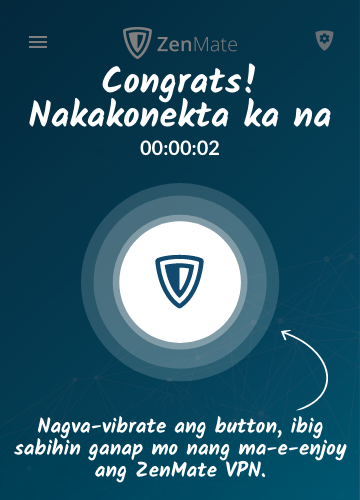 ZenMate
Congrats!
Nakakonekta ka na
00:00:02
Nagva-vibrate ang button, ibig
sabihin ganap mo nang ma-e-enjoy
ang ZenMate VPN.